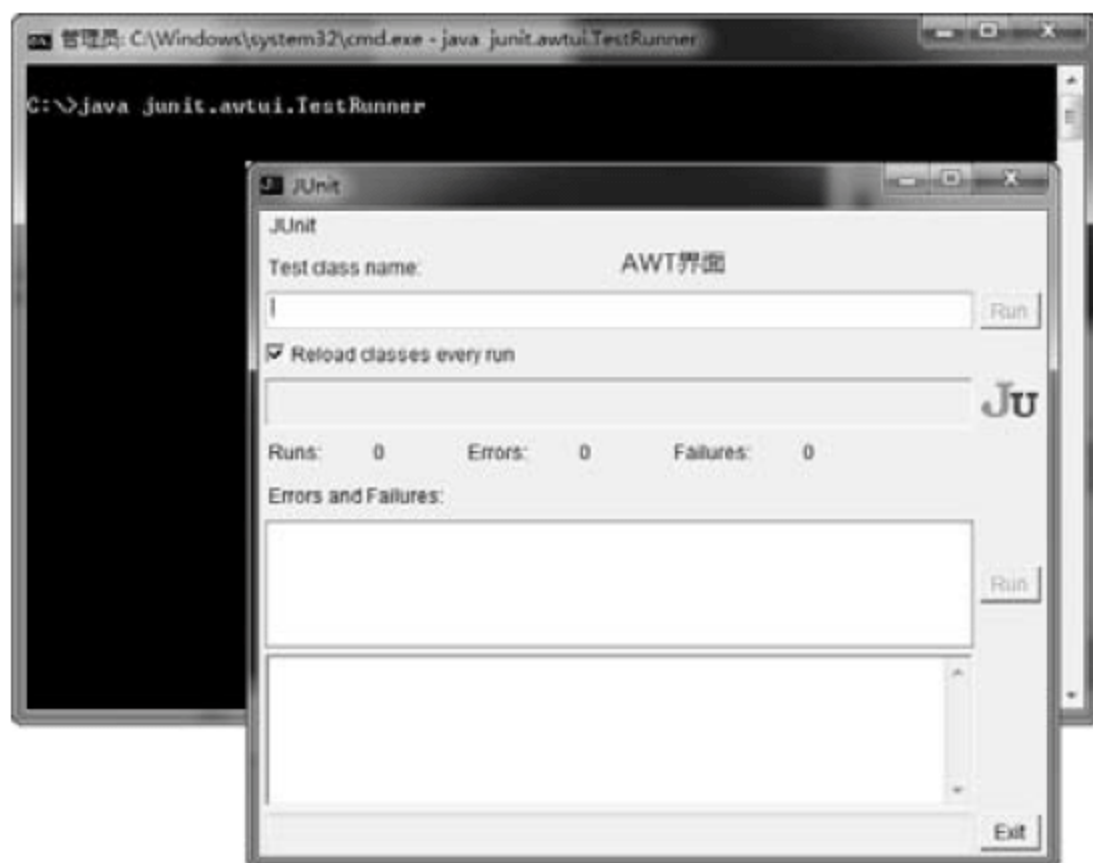 管理员: C:\Windows\system32\cmd.exe - java junit.awtui.TestRunner
C:\>java junit.awtui.TestRunner
JUnit
JUnit
Test class name:
AWT界面
Run
Reload classes every run
JU
Runs: 0 Errors: 0 Failures: 0
Errors and Failures:
Run
Exit